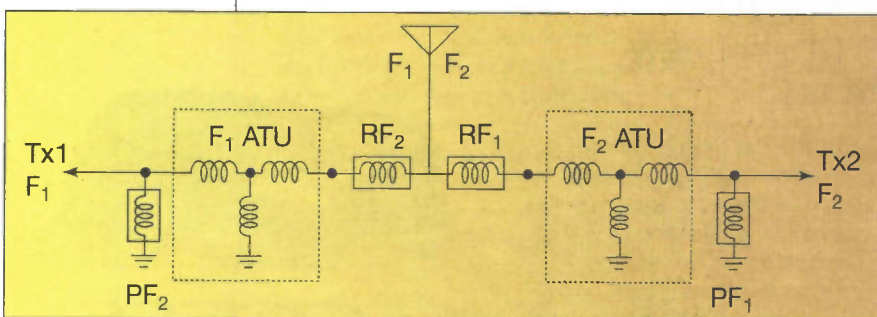 F₁ F₂
F₁ ATU RF₂ RF₁ F₂ ATU
Tx1 Tx2
F₁ F₂
PF₂ PF₁